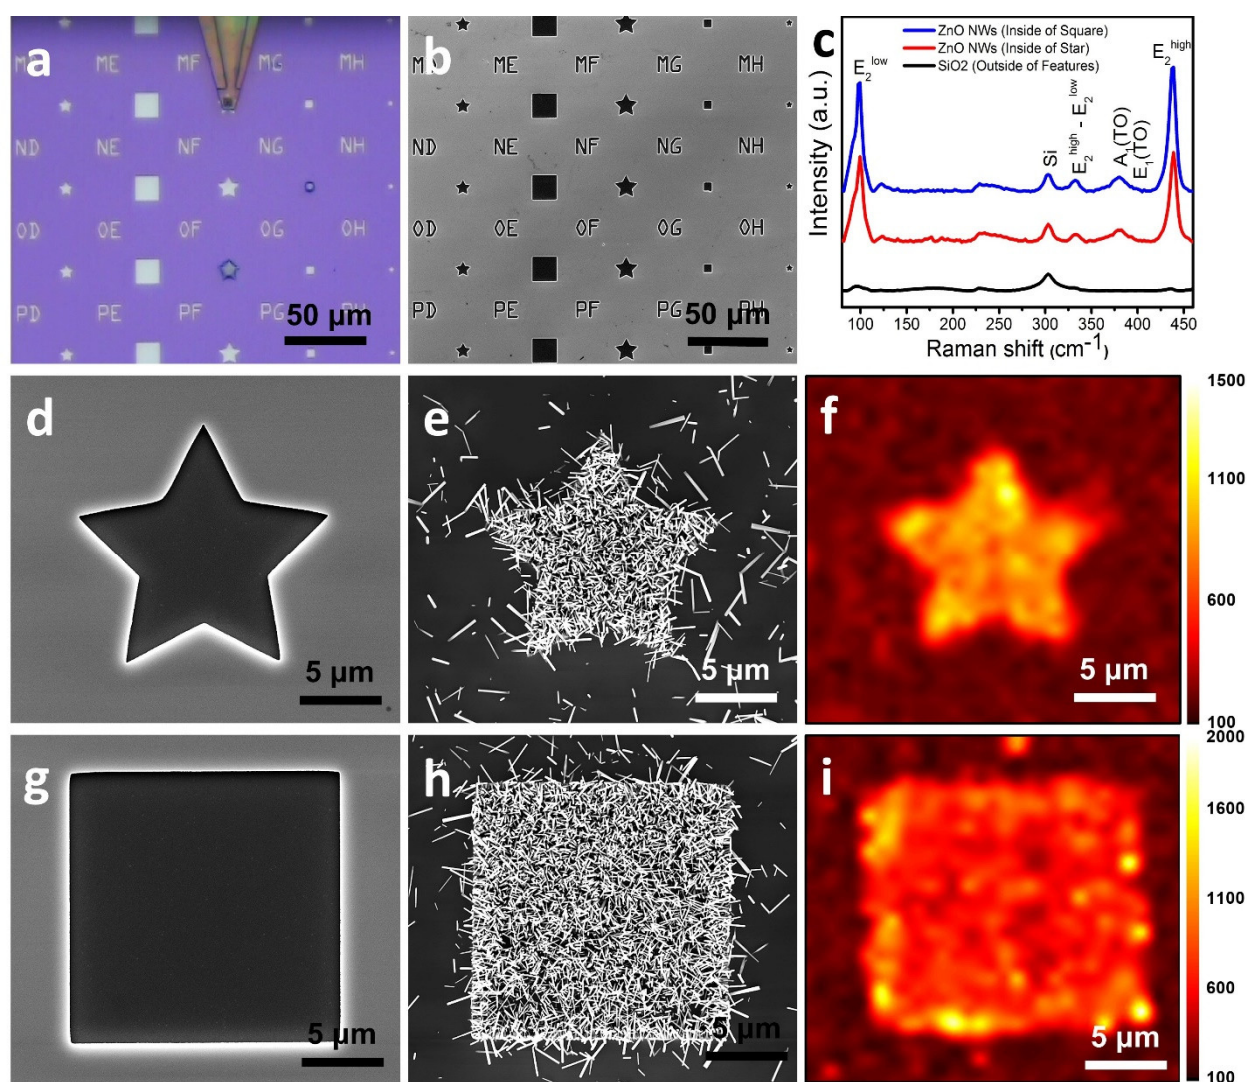 a
MD ME MF MG MH
ND NE NF NG NH
OD OE OF OG OH
PD PE PF PG PH
50 µm
b
MD ME MF MG MH
ND NE NF NG NH
OD OE OF OG OH
PD PE PF PG PH
50 µm
c
ZnO NWs (Inside of Square)
ZnO NWs (Inside of Star)
SiO2 (Outside of Features)
E2 low
Si
E2 high - E2 low
A1(TO)
E1(TO)
E2 high
Intensity (a.u.)
100 150 200 250 300 350 400 450
Raman shift (cm-1)
d
5 µm
e
5 µm
f
5 µm
1500
1100
600
100
g
5 µm
h
5 µm
i
5 µm
2000
1600
1100
600
100